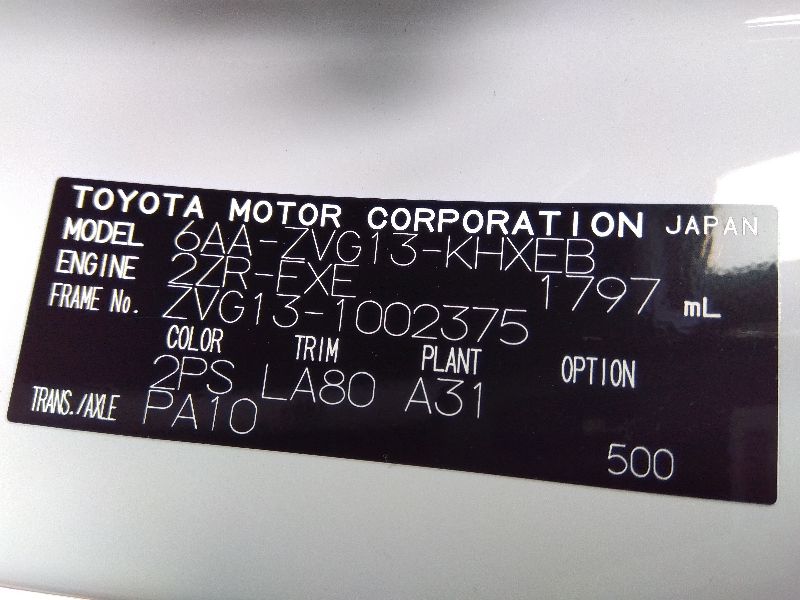 TOYOTA MOTOR CORPORATION JAPAN
MODEL 6AA-ZVG13-KHXEB
ENGINE 2ZR-EXE 1797 mL
FRAME No. ZVG13-1002375
COLOR TRIM PLANT OPTION
2PS LA80 A31
TRANS./AXLE PA10
500